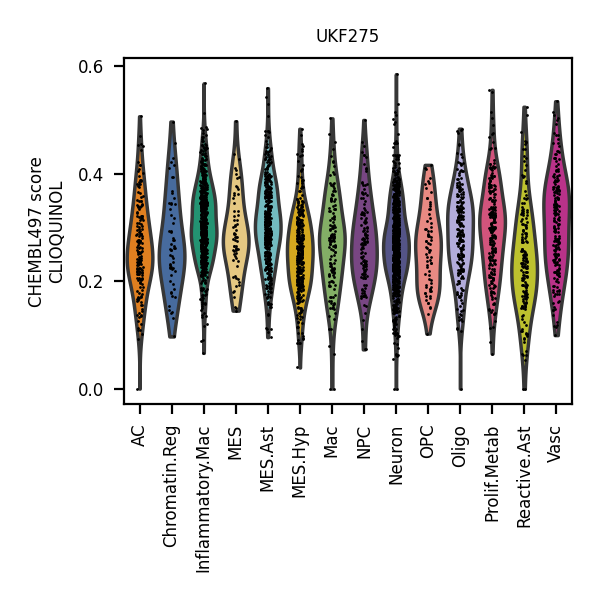 UKF275
CHEMBL497 score
CLIOQUINOL
0.6
0.4
0.2
0.0
AC
Chromatin.Reg
Inflammatory.Mac
MES
MES.Ast
MES.Hyp
Mac
NPC
Neuron
OPC
Oligo
Prolif.Metab
Reactive.Ast
Vasc